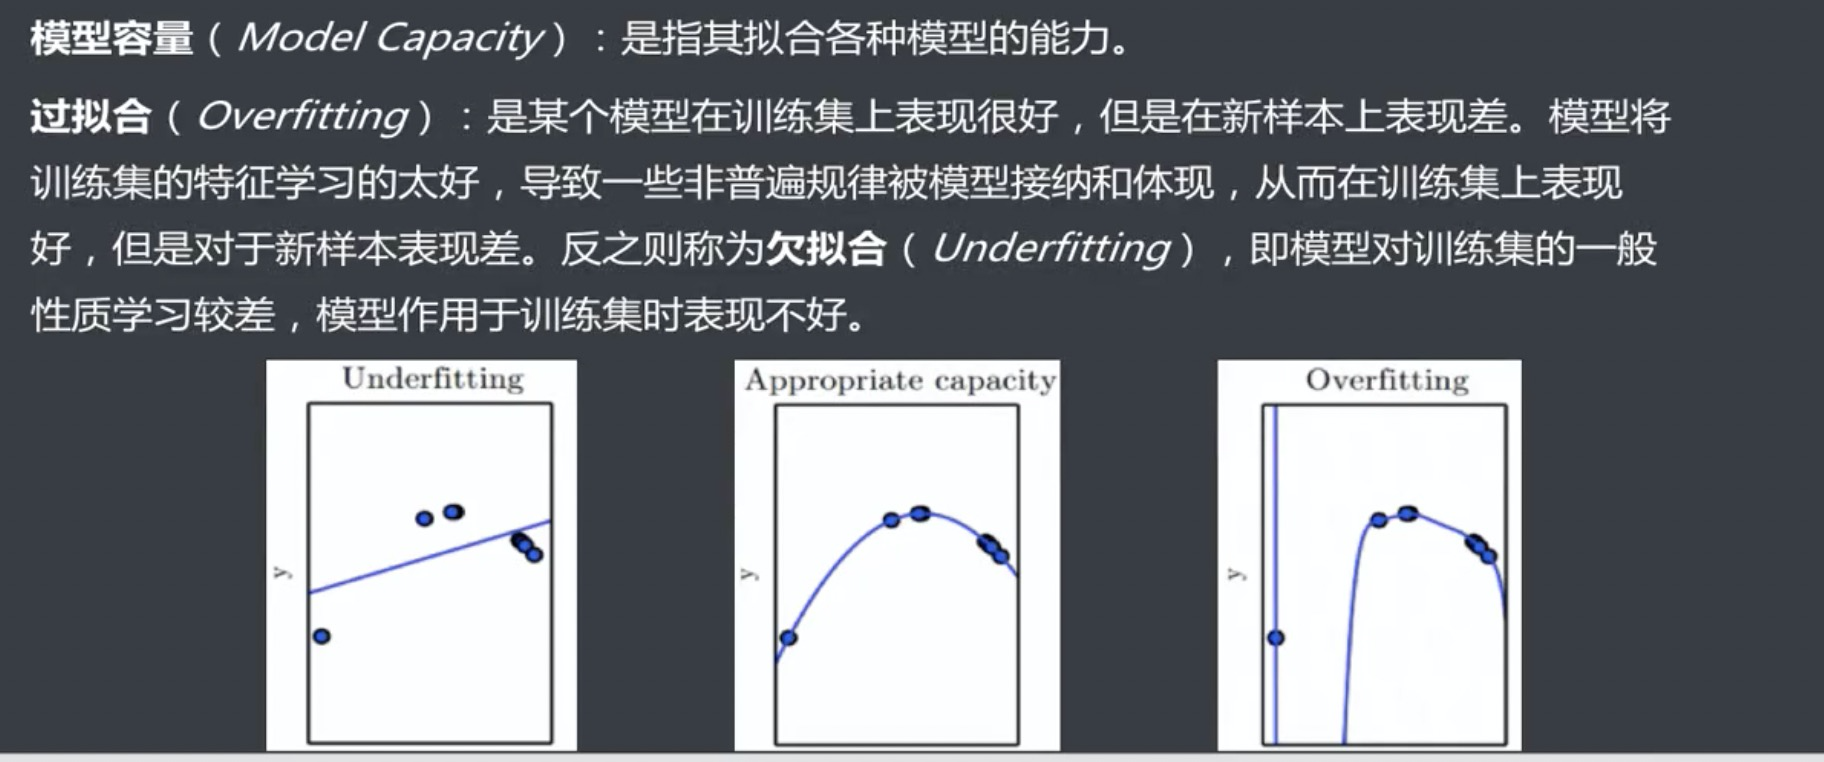 模型容量（Model Capacity）：是指其拟合各种模型的能力。
过拟合（Overfitting）：是某个模型在训练集上表现很好，但是在新样本上表现差。模型将
训练集的特征学习的太好，导致一些非普遍规律被模型接纳和体现，从而在训练集上表现
好，但是对于新样本表现差。反之则称为欠拟合（Underfitting），即模型对训练集的一般
性质学习较差，模型作用于训练集时表现不好。
Underfitting
y
Appropriate capacity
y
Overfitting
y